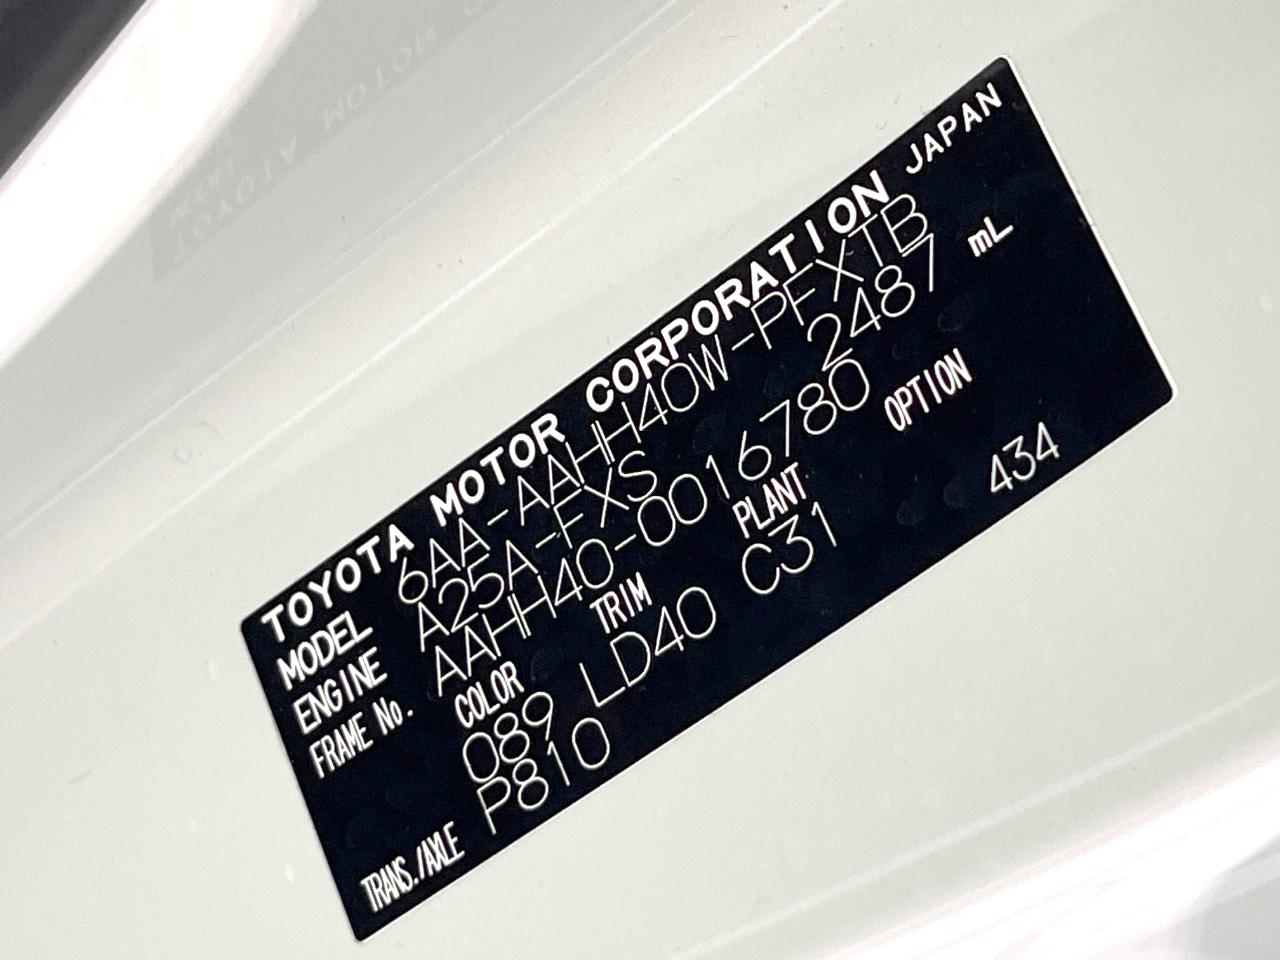 TOYOTA MOTOR CORPORATION JAPAN
MODEL 6AA-AAHH40W-PFXTB
ENGINE A25A-FXS 2487 mL
FRAME No. AAHH40-0016780
COLOR TRIM PLANT OPTION
089 LD40 C31 434
TRANS./AXLE P810